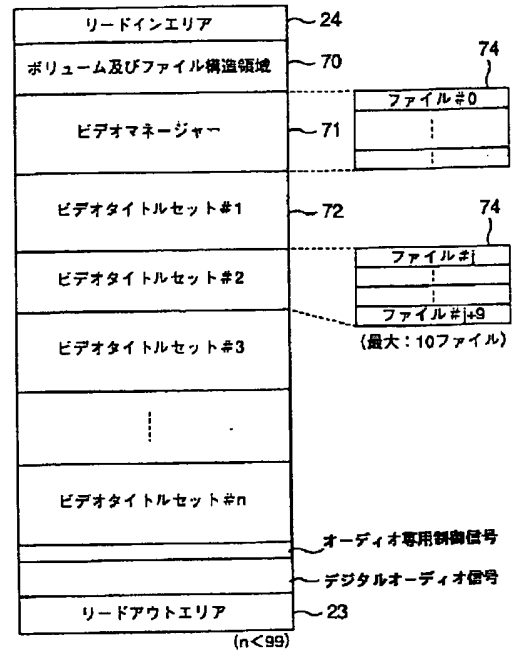 リードインエリア
24
ボリューム及びファイル構造領域
70
74
ファイル#0
ビデオマネージャー
71
ビデオタイトルセット#1
72
74
ファイル#j
ビデオタイトルセット#2
ファイル#j+9
(最大:10ファイル)
ビデオタイトルセット#3
ビデオタイトルセット#n
オーディオ専用制御信号
デジタルオーディオ信号
リードアウトエリア
23
(n<99)